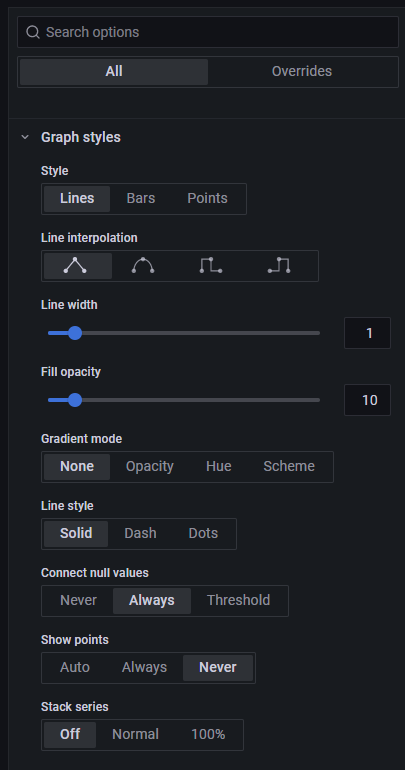 Search options
All Overrides
Graph styles
Style
Lines Bars Points
Line interpolation
Line width
1
Fill opacity
10
Gradient mode
None Opacity Hue Scheme
Line style
Solid Dash Dots
Connect null values
Never Always Threshold
Show points
Auto Always Never
Stack series
Off Normal 100%